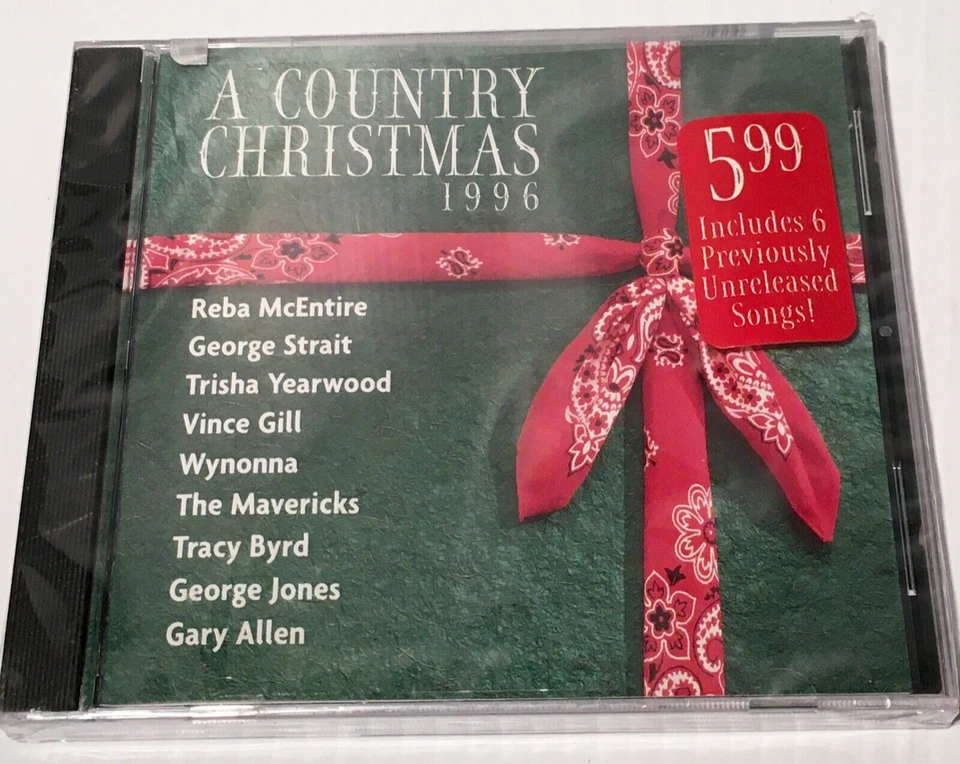 A COUNTRY
CHRISTMAS
1996
5.99
Includes 6
Previously
Unreleased
Songs!
Reba McEntire
George Strait
Trisha Yearwood
Vince Gill
Wynonna
The Mavericks
Tracy Byrd
George Jones
Gary Allen